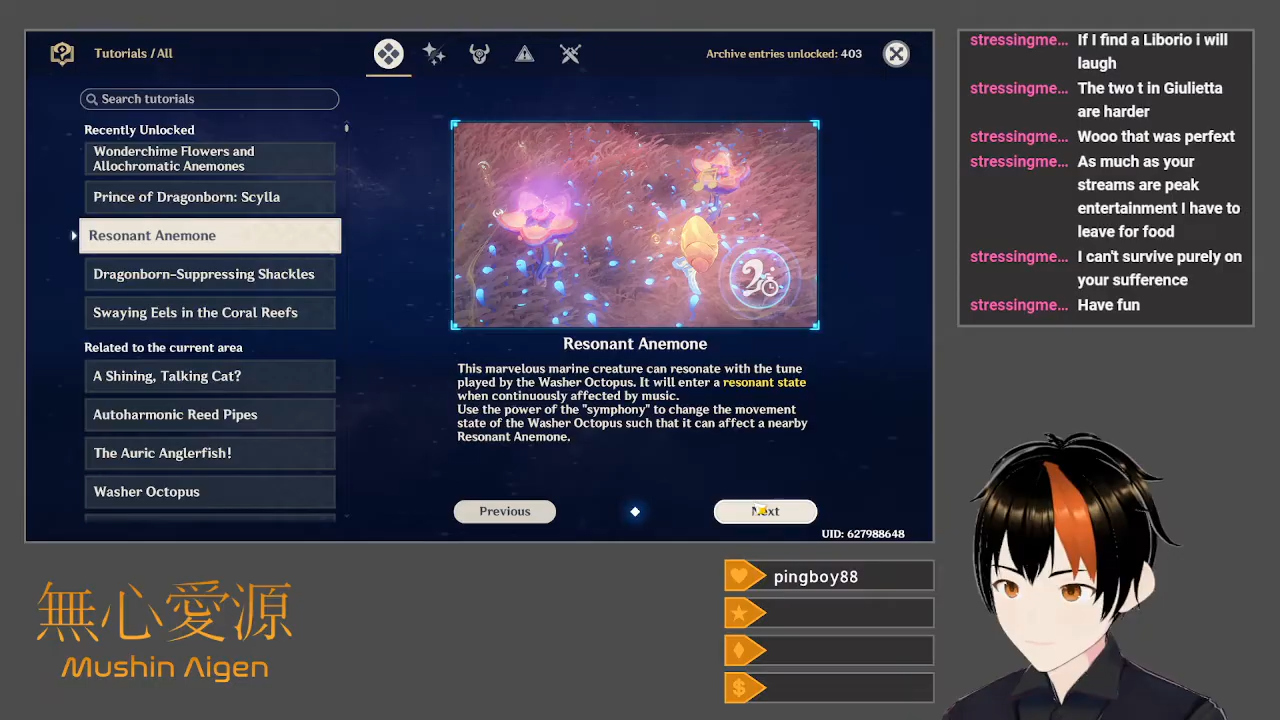 Tutorials / All
Archive entries unlocked: 403
Search tutorials
Recently Unlocked
Wonderchime Flowers and
Allochromatic Anemones
Prince of Dragonborn: Scylla
Resonant Anemone
Dragonborn-Suppressing Shackles
Swaying Eels in the Coral Reefs
Related to the current area
A Shining, Talking Cat?
Autoharmonic Reed Pipes
The Auric Anglerfish!
Washer Octopus
Resonant Anemone
This marvelous marine creature can resonate with the tune
played by the Washer Octopus. It will enter a resonant state
when continuously affected by music.
Use the power of the "symphony" to change the movement
state of the Washer Octopus such that it can affect a nearby
Resonant Anemone.
Previous
Next
UID: 627988648
stressingme... If I find a Liborio i will
laugh
stressingme... The two t in Giulietta
are harder
stressingme... Wooo that was perfext
stressingme... As much as your
streams are peak
entertainment I have to
leave for food
stressingme... I can't survive purely on
your sufference
stressingme... Have fun
pingboy88
無心愛源
Mushin Aigen